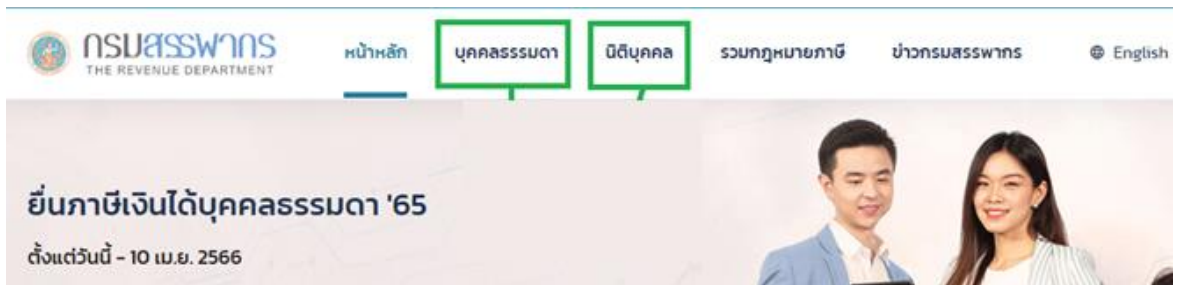 กรมสรรพากร
THE REVENUE DEPARTMENT
หน้าหลัก บุคคลธรรมดา นิติบุคคล รวมกฎหมายภาษี ข่าวกรมสรรพากร English
ยื่นภาษีเงินได้บุคคลธรรมดา '65
ตั้งแต่วันนี้ - 10 เม.ย. 2566